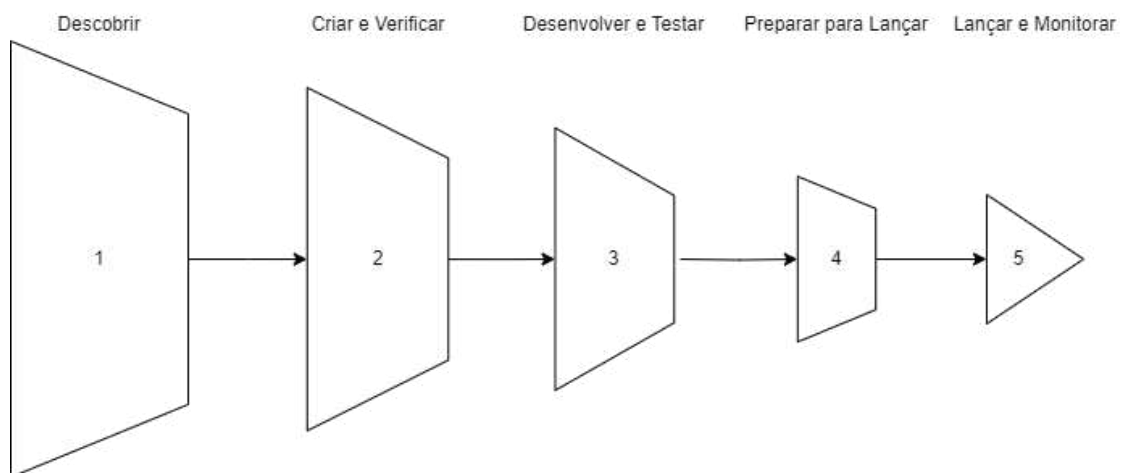 Descobrir
Criar e Verificar
Desenvolver e Testar
Preparar para Lançar
Lançar e Monitorar
1
2
3
4
5